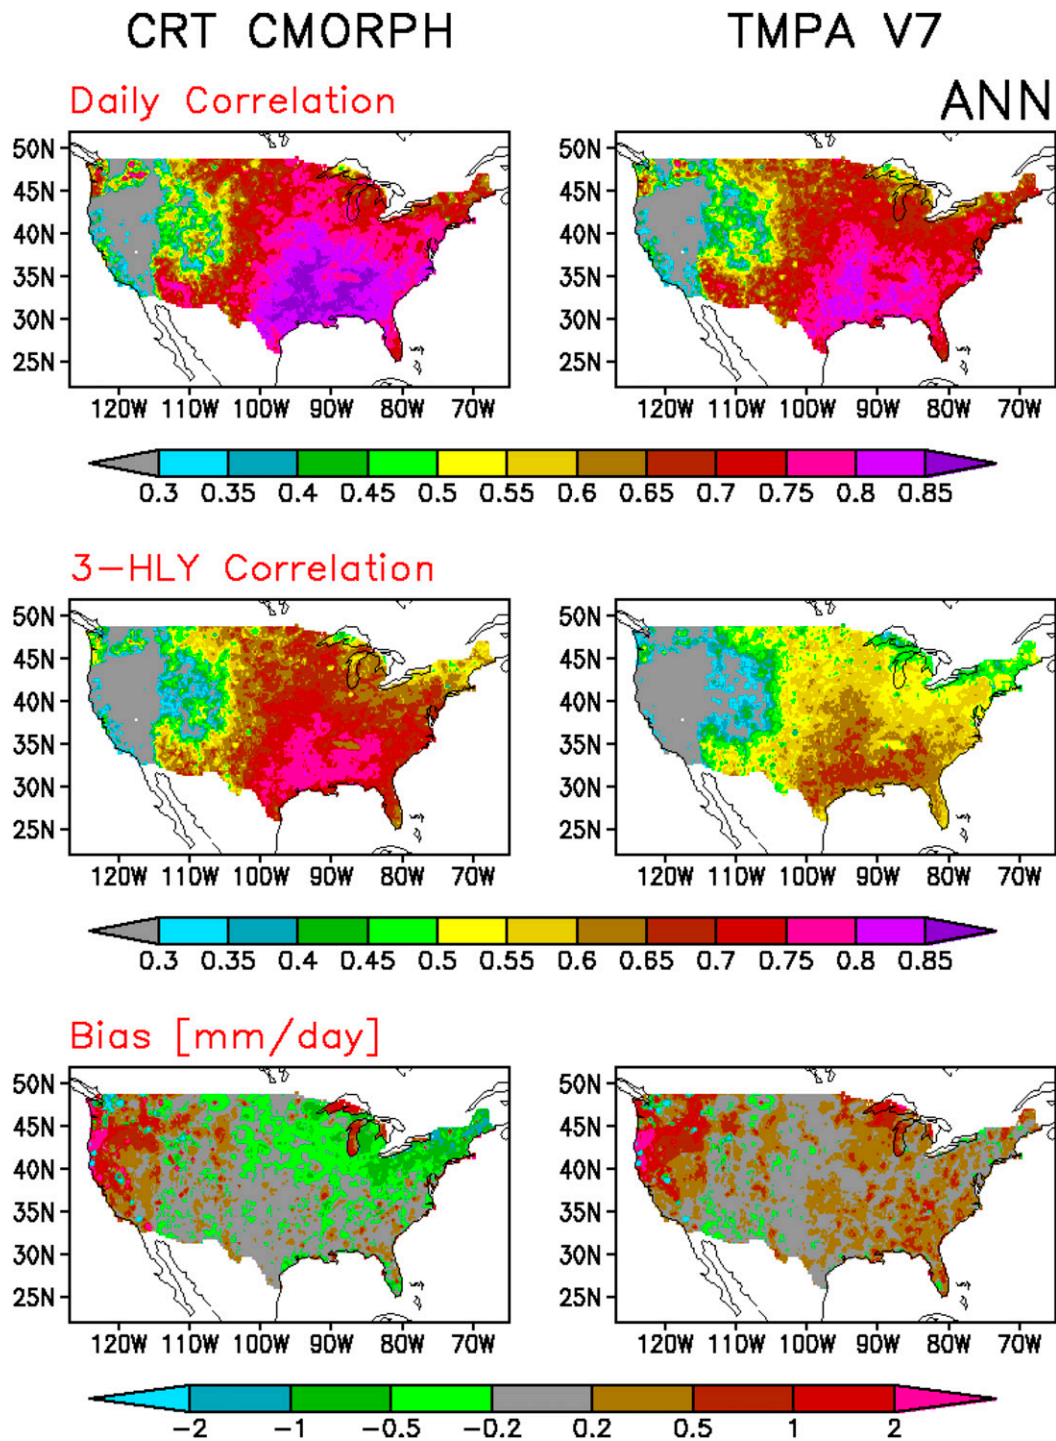 CRT CMORPH TMPA V7
Daily Correlation ANN
50N 50N
45N 45N
40N 40N
35N 35N
30N 30N
25N 25N
120W 110W 100W 90W 80W 70W 120W 110W 100W 90W 80W 70W
0.3 0.35 0.4 0.45 0.5 0.55 0.6 0.65 0.7 0.75 0.8 0.85
3-HLY Correlation
50N 50N
45N 45N
40N 40N
35N 35N
30N 30N
25N 25N
120W 110W 100W 90W 80W 70W 120W 110W 100W 90W 80W 70W
0.3 0.35 0.4 0.45 0.5 0.55 0.6 0.65 0.7 0.75 0.8 0.85
Bias [mm/day]
50N 50N
45N 45N
40N 40N
35N 35N
30N 30N
25N 25N
120W 110W 100W 90W 80W 70W 120W 110W 100W 90W 80W 70W
-2 -1 -0.5 -0.2 0.2 0.5 1 2